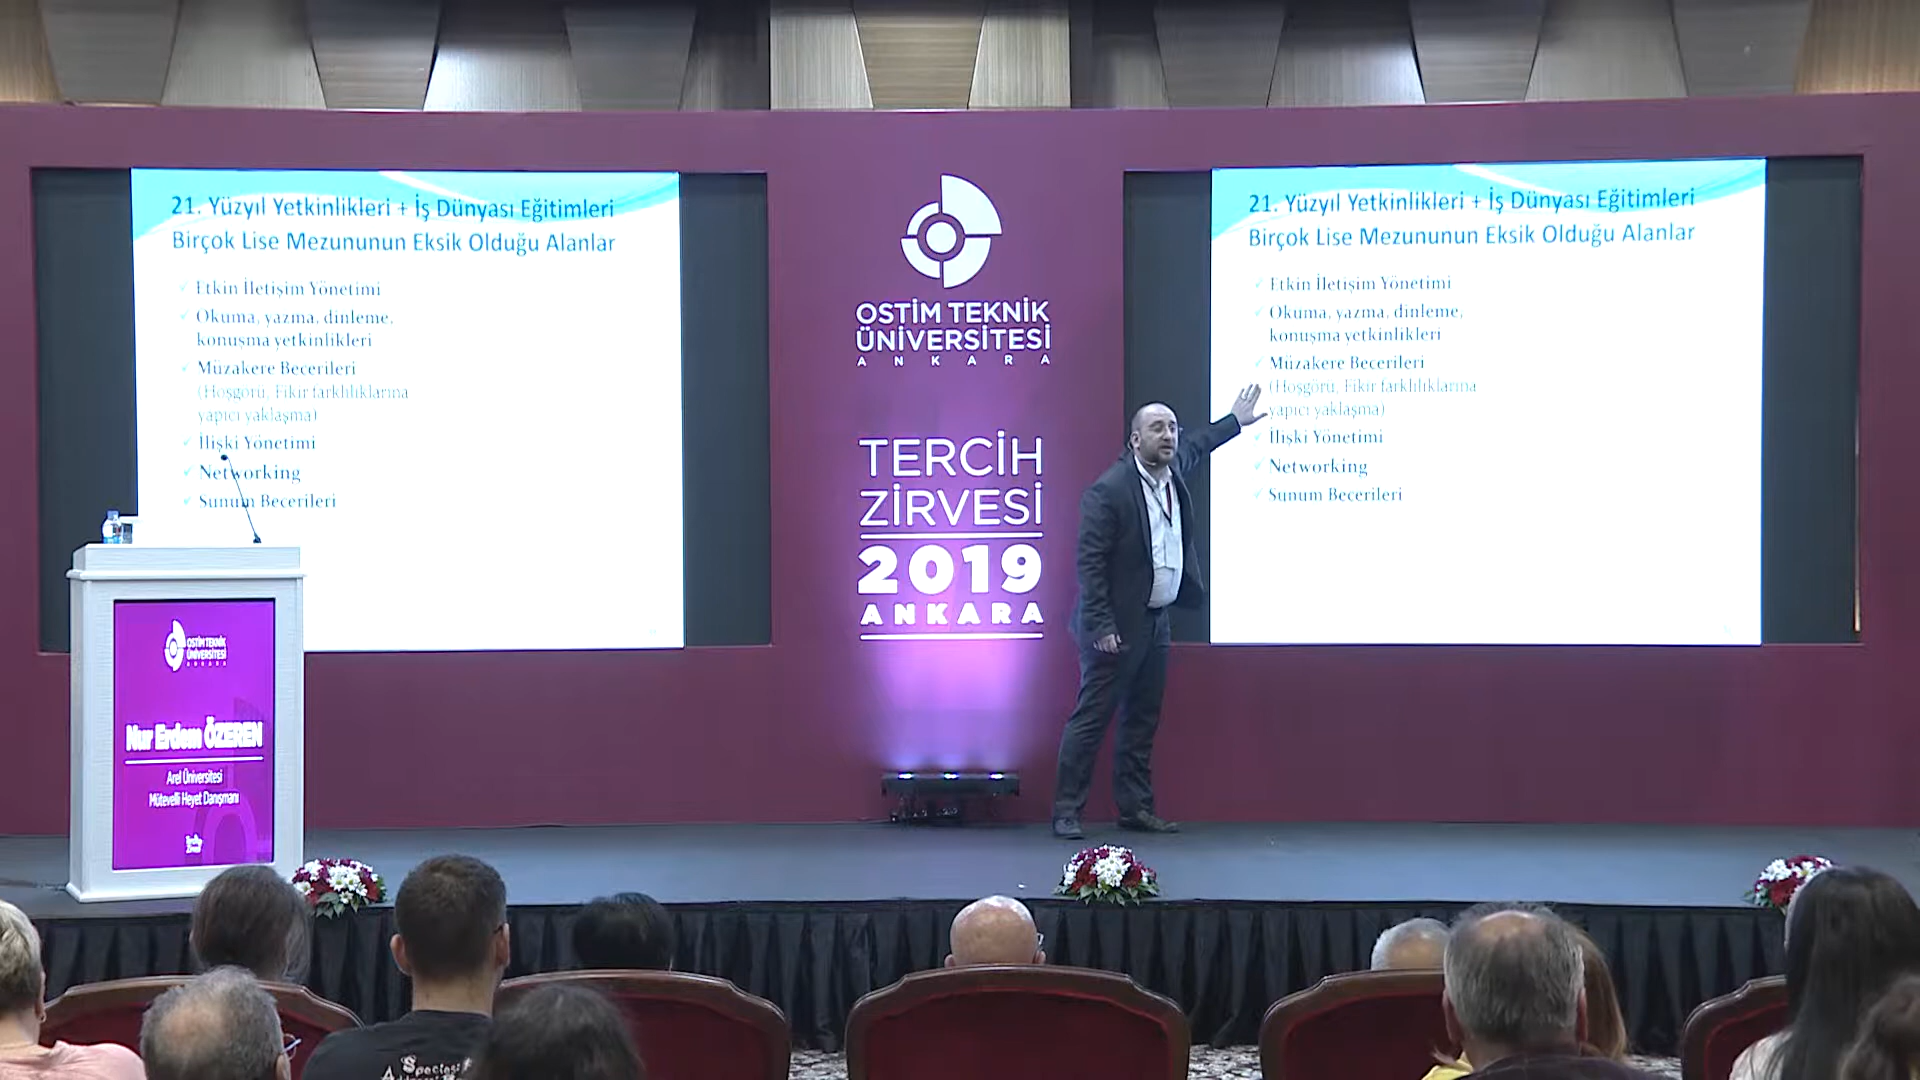 21. Yüzyıl Yetkinlikleri + İş Dünyası Eğitimleri
Birçok Lise Mezununun Eksik Olduğu Alanlar
Etkin İletişim Yönetimi
Okuma, yazma, dinleme,
konuşma yetkinlikleri
Müzakere Becerileri
(Hoşgörü, Fikir farklılıklarına
yapıcı yaklaşma)
İlişki Yönetimi
Networking
Sunum Becerileri
OSTİM TEKNİK
ÜNİVERSİTESİ
ANKARA
TERCİH
ZİRVESİ
2019
ANKARA
21. Yüzyıl Yetkinlikleri + İş Dünyası Eğitimleri
Birçok Lise Mezununun Eksik Olduğu Alanlar
Etkin İletişim Yönetimi
Okuma, yazma, dinleme,
konuşma yetkinlikleri
Müzakere Becerileri
(Hoşgörü, Fikir farklılıklarına
yapıcı yaklaşma)
İlişki Yönetimi
Networking
Sunum Becerileri
OSTİM TEKNİK
ÜNİVERSİTESİ
ANKARA
Nur Erdem ÖZEREN
Arel Üniversitesi
Mütevelli Heyet Danışmanı